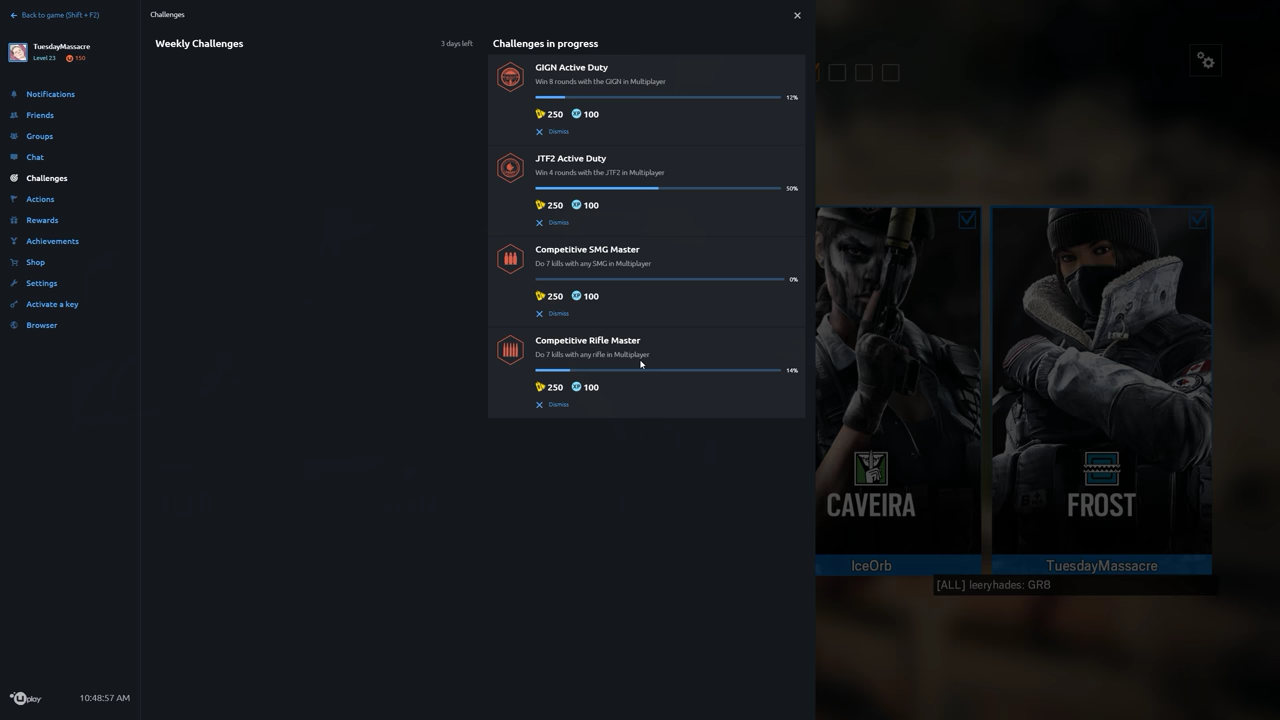 Back to game (Shift + F2)
TuesdayMassacre
Level 23 150
Notifications
Friends
Groups
Chat
Challenges
Actions
Rewards
Achievements
Shop
Settings
Activate a key
Browser
uplay
10:48:57 AM
Challenges
Weekly Challenges
3 days left
Challenges in progress
GIGN Active Duty
Win 8 rounds with the GIGN in Multiplayer
12%
250 XP 100
Dismiss
JTF2 Active Duty
Win 4 rounds with the JTF2 in Multiplayer
50%
250 XP 100
Dismiss
Competitive SMG Master
Do 7 kills with any SMG in Multiplayer
0%
250 XP 100
Dismiss
Competitive Rifle Master
Do 7 kills with any rifle in Multiplayer
14%
250 XP 100
Dismiss
CAVEIRA
IceOrb
FROST
TuesdayMassacre
[ALL] leeryhades: GR8